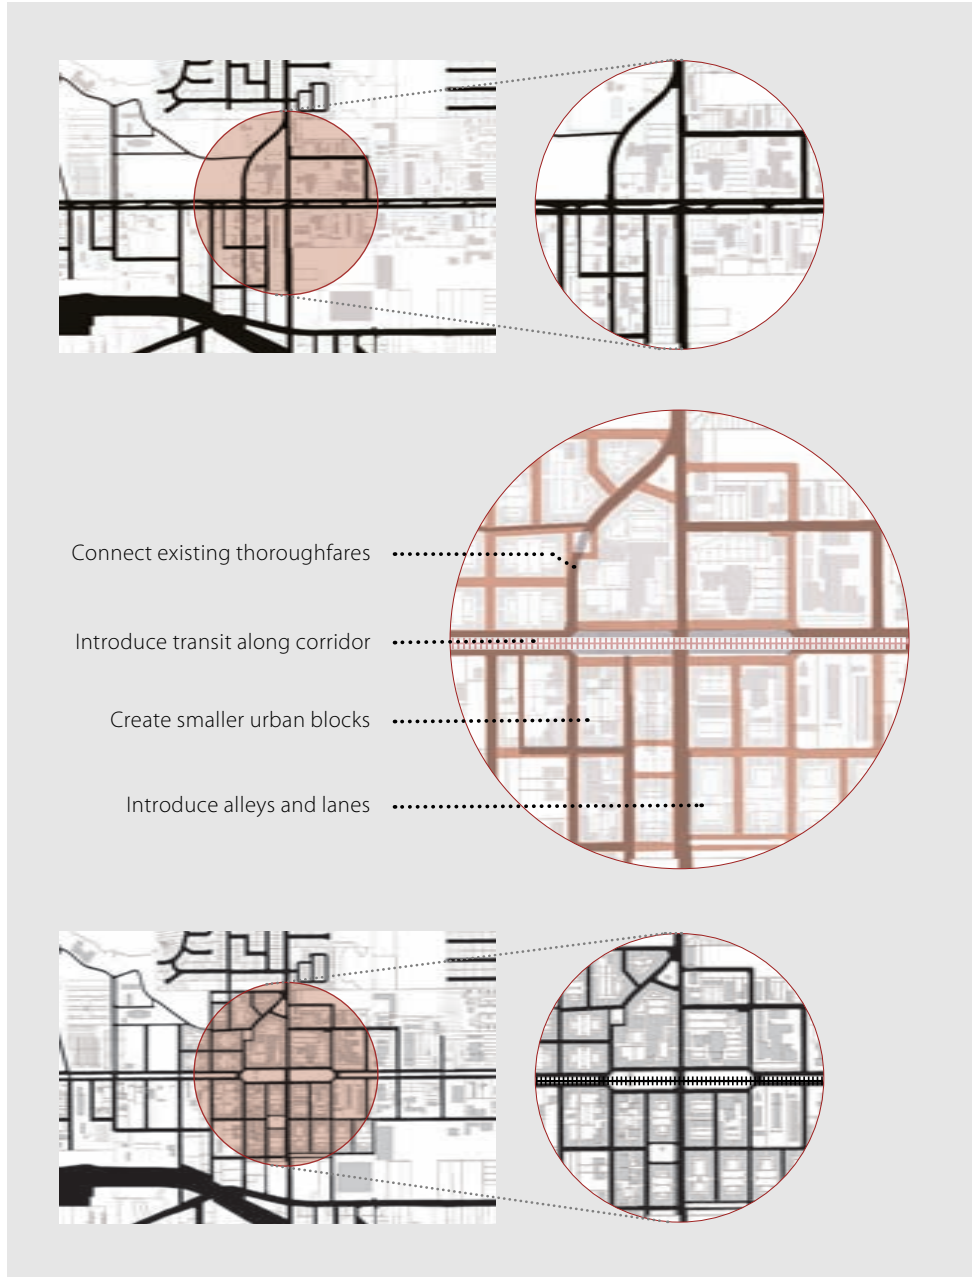 Connect existing thoroughfares
Introduce transit along corridor
Create smaller urban blocks
Introduce alleys and lanes